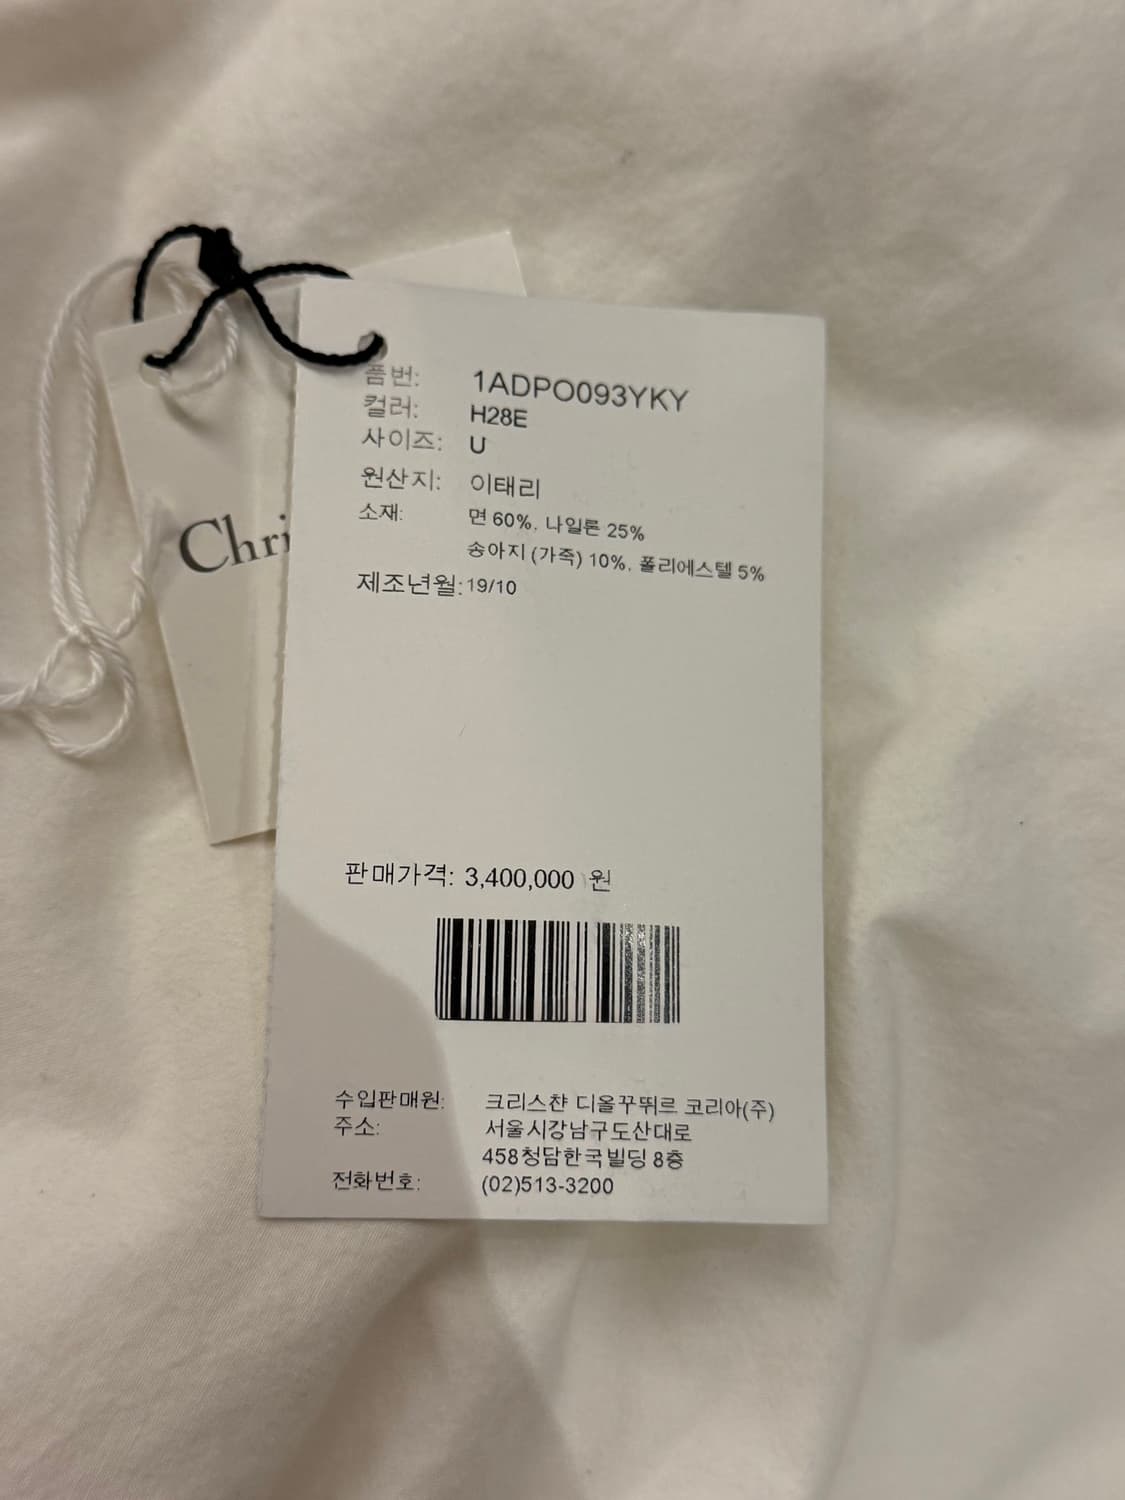 Chri
품번: 1ADPO093YKY
컬러: H28E
사이즈: U
원산지: 이태리
소재: 면 60%, 나일론 25%
송아지 (가죽) 10%, 폴리에스텔 5%
제조년월: 19/10
판매가격: 3,400,000 원
수입판매원: 크리스챤 디올꾸뛰르 코리아(주)
주소: 서울시강남구도산대로
458청담한국빌딩 8층
전화번호: (02)513-3200